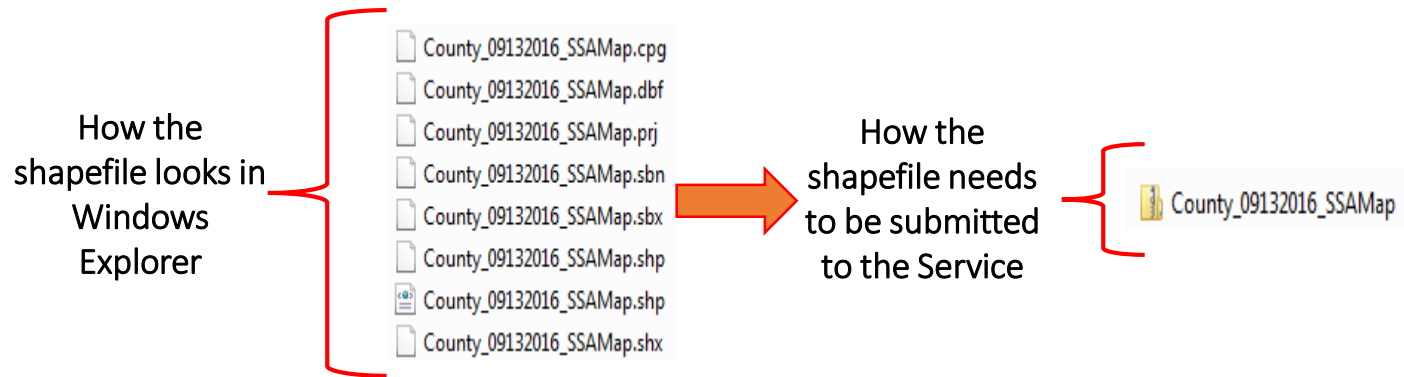 How the
shapefile looks in
Windows
Explorer
County_09132016_SSAMap.cpg
County_09132016_SSAMap.dbf
County_09132016_SSAMap.prj
County_09132016_SSAMap.sbn
County_09132016_SSAMap.sbx
County_09132016_SSAMap.shp
County_09132016_SSAMap.shp
County_09132016_SSAMap.shx
How the
shapefile needs
to be submitted
to the Service
County_09132016_SSAMap